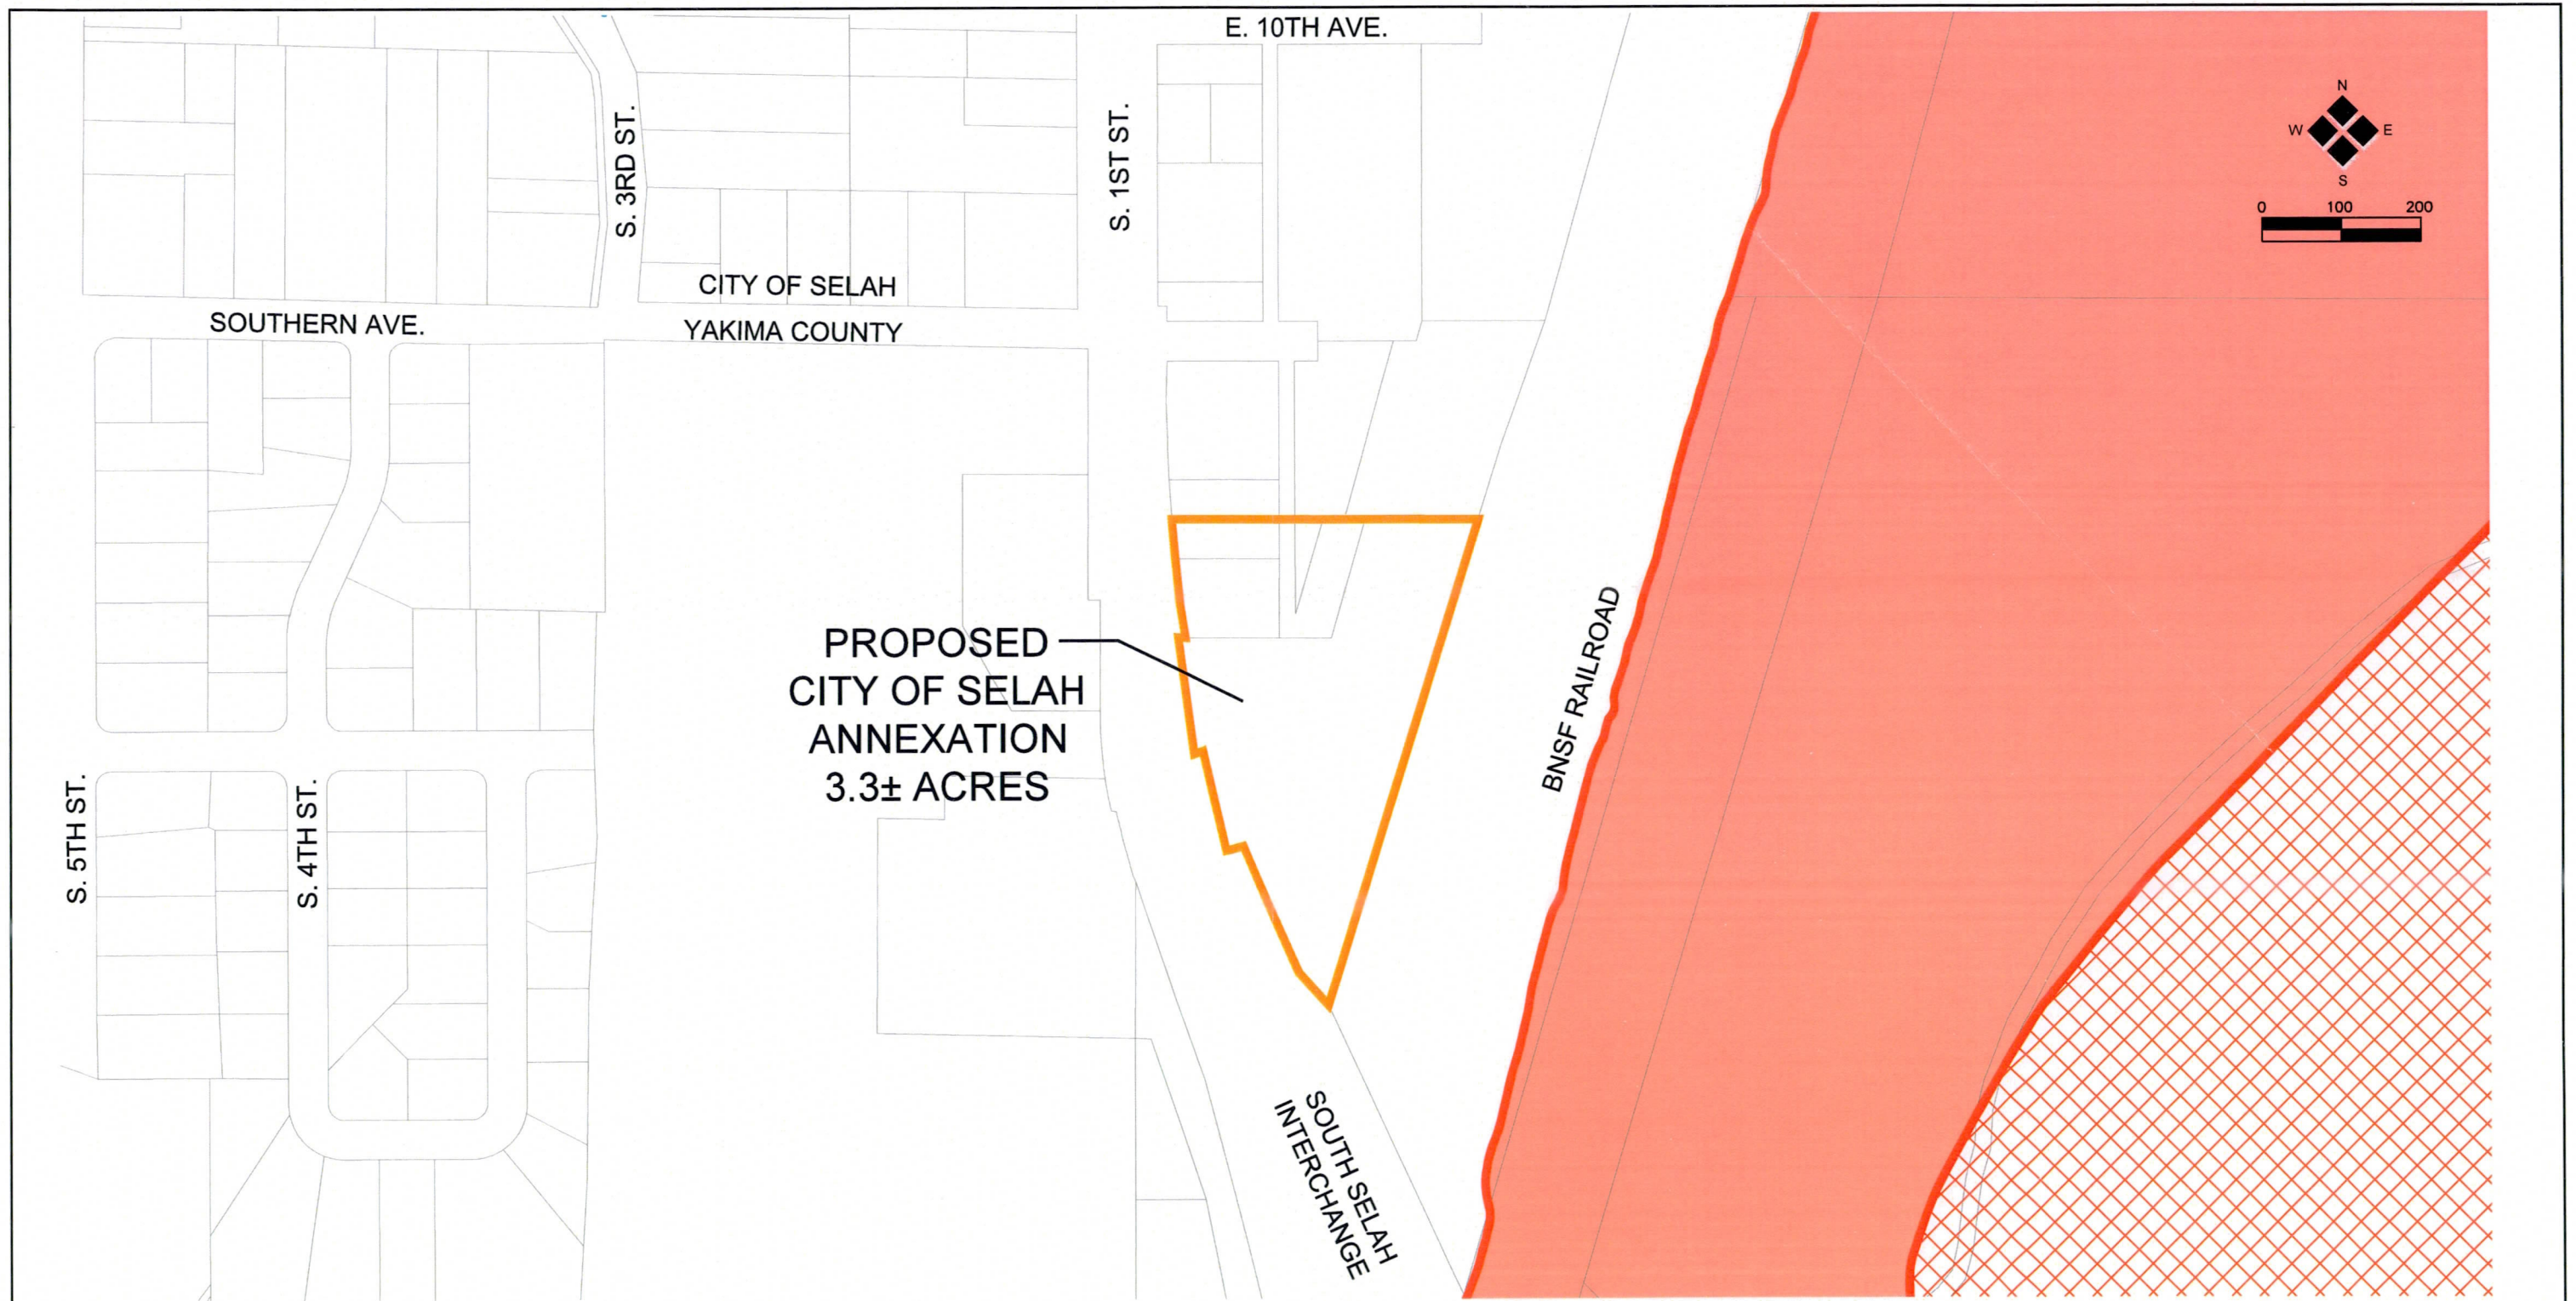 E. 10TH AVE.
N
W E
S
0 100 200
S. 3RD ST.
S. 1ST ST.
CITY OF SELAH
SOUTHERN AVE.
YAKIMA COUNTY
PROPOSED
CITY OF SELAH
ANNEXATION
3.3± ACRES
BNSF RAILROAD
S. 5TH ST.
S. 4TH ST.
SOUTH SELAH
INTERCHANGE